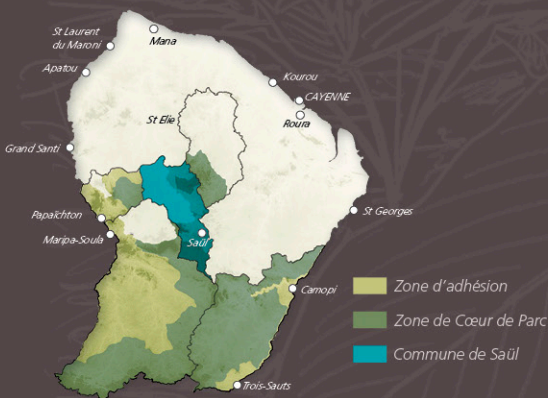 St Laurent
du Maroni
Mana
Apatou
Kourou
CAYENNE
St Elie
Roura
Grand Santi
Papaïchton
St Georges
Maripa-Soula
Saül
Camopi
Zone d'adhésion
Zone de Cœur de Parc
Commune de Saül
Trois-Sauts